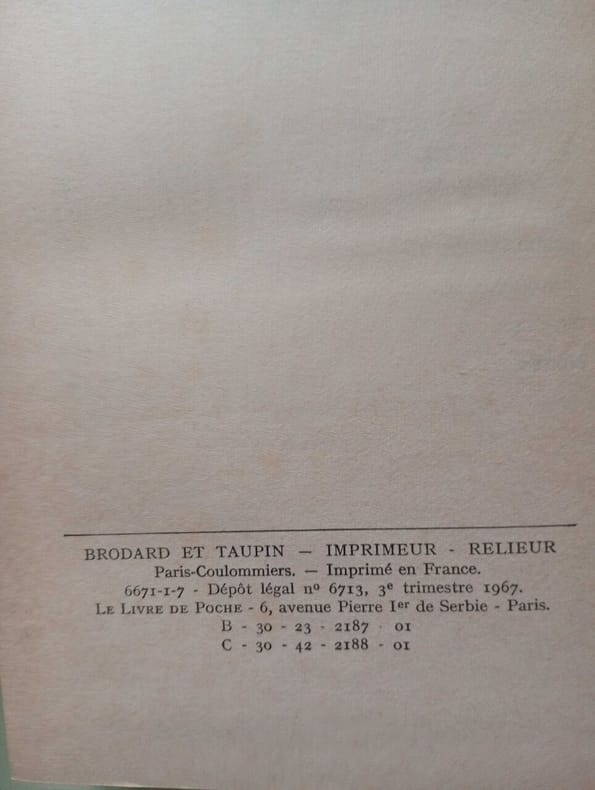 BRODARD ET TAUPIN — IMPRIMEUR - RELIEUR
Paris-Coulommiers. — Imprimé en France.
6671-1-7 - Dépôt légal nº 6713, 3e trimestre 1967.
LE LIVRE DE POCHE - 6, avenue Pierre Ier de Serbie - Paris.
B - 30 - 23 - 2187 - 01
C - 30 - 42 - 2188 - 01